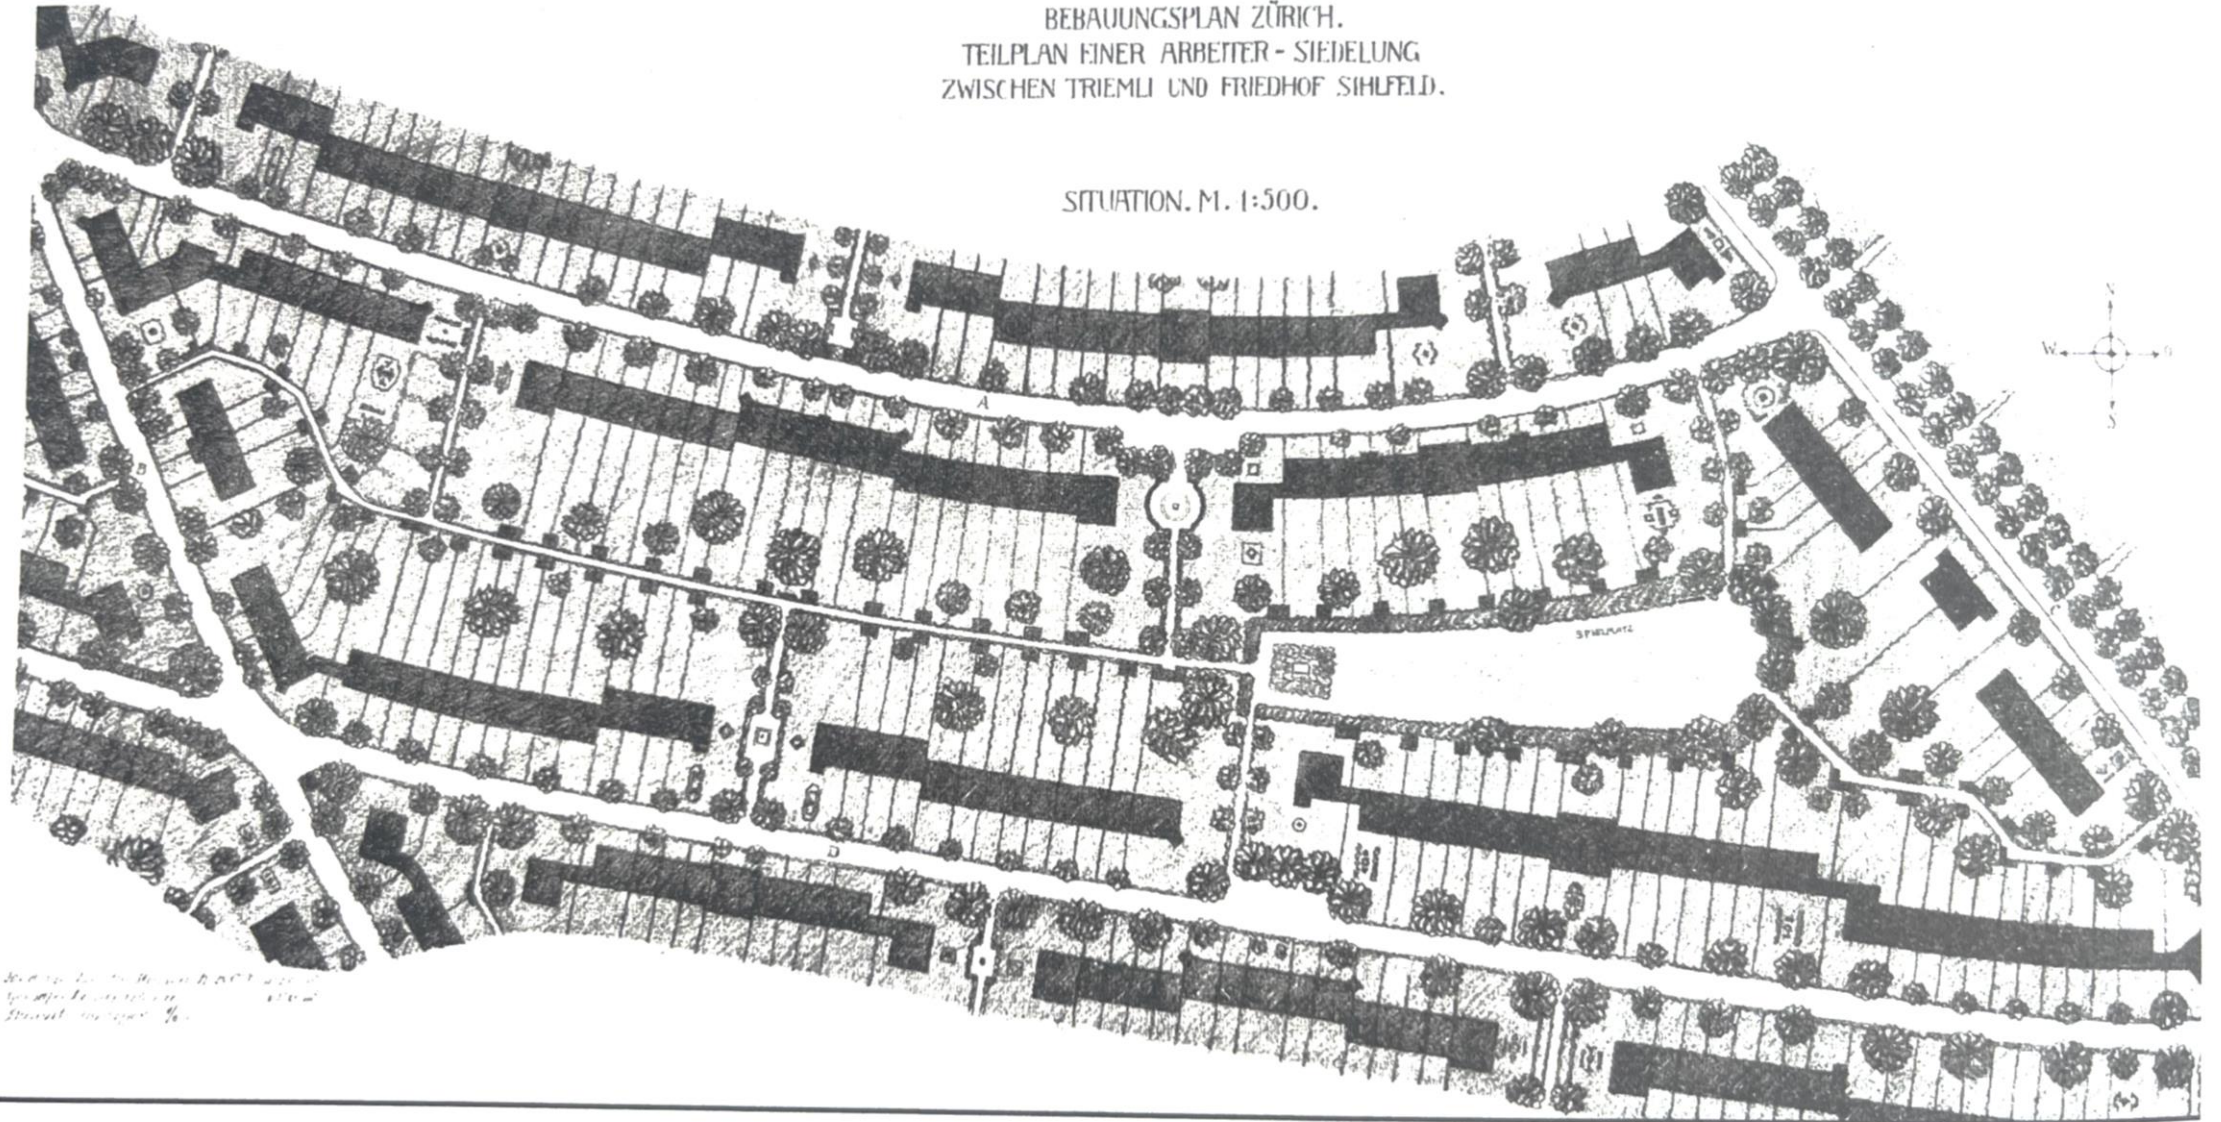 BEBAUUNGSPLAN ZÜRICH.
TEILPLAN EINER ARBEITER - SIEDELUNG
ZWISCHEN TRIEMLI UND FRIEDHOF SIHLFELD.
SITUATION. M. 1:500.
N
W O
S
A
B
C
SPIELPLATZ
D